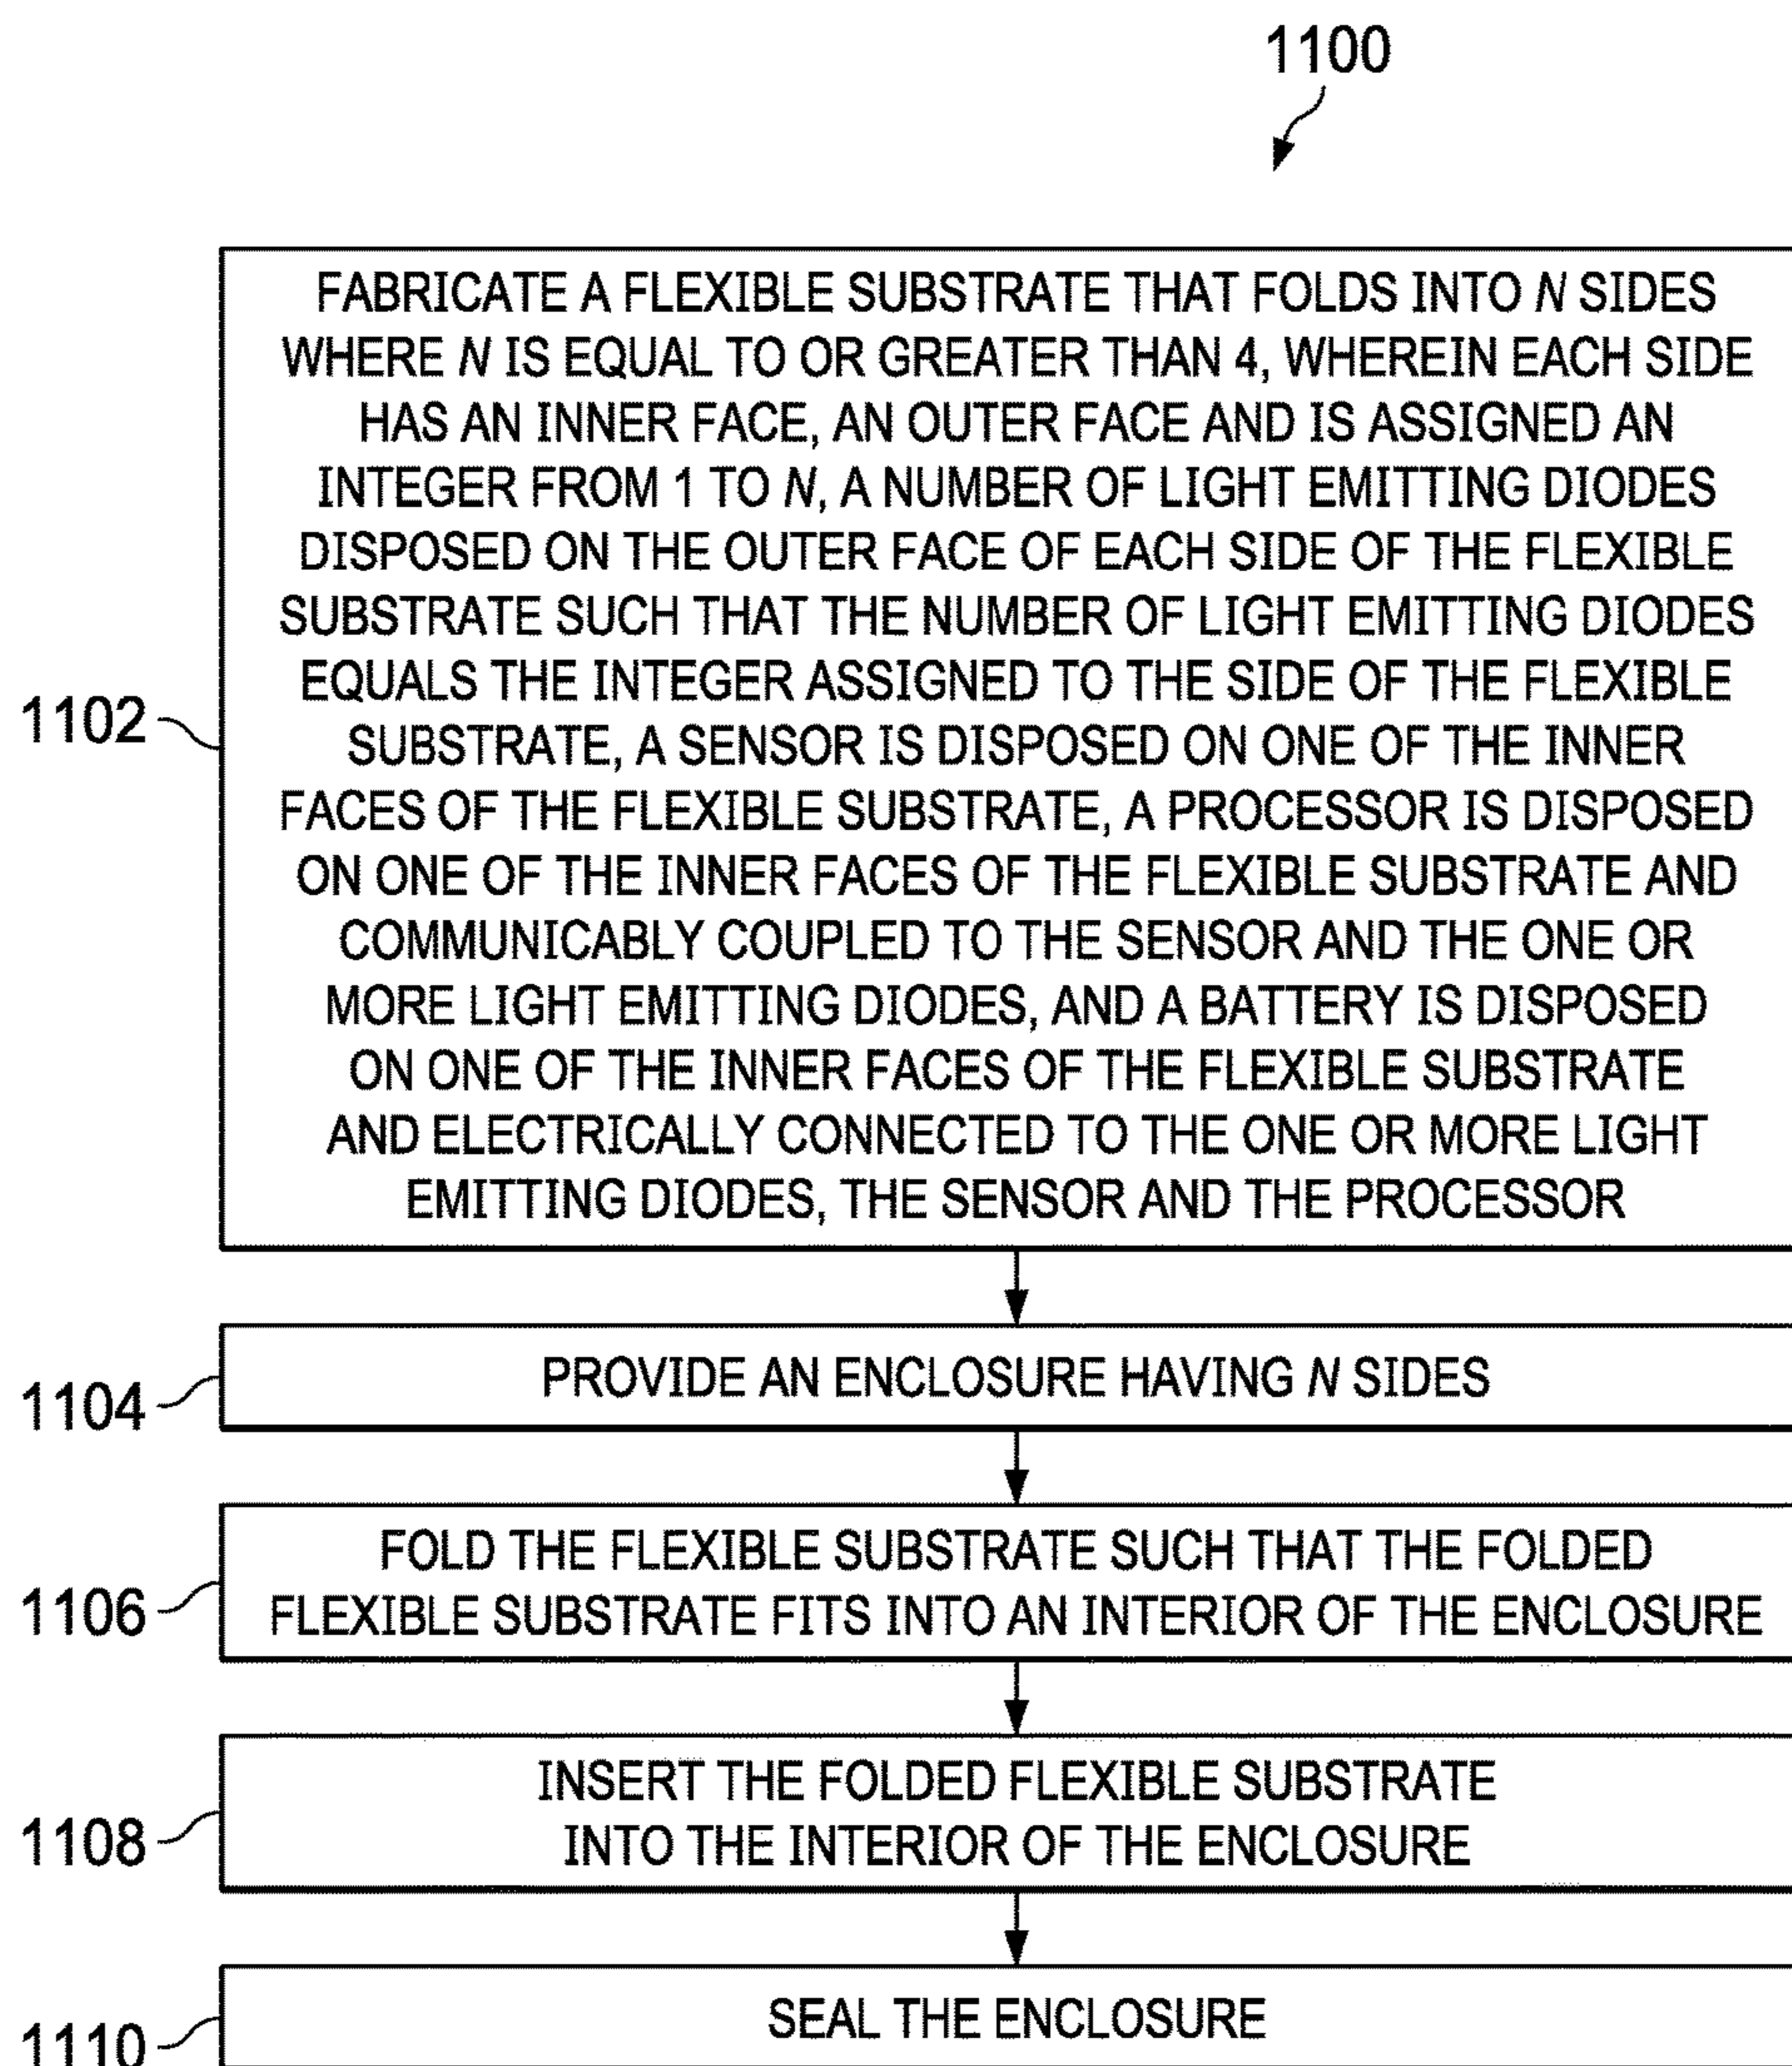 1100
FABRICATE A FLEXIBLE SUBSTRATE THAT FOLDS INTO N SIDES
WHERE N IS EQUAL TO OR GREATER THAN 4, WHEREIN EACH SIDE
HAS AN INNER FACE, AN OUTER FACE AND IS ASSIGNED AN
INTEGER FROM 1 TO N, A NUMBER OF LIGHT EMITTING DIODES
DISPOSED ON THE OUTER FACE OF EACH SIDE OF THE FLEXIBLE
SUBSTRATE SUCH THAT THE NUMBER OF LIGHT EMITTING DIODES
EQUALS THE INTEGER ASSIGNED TO THE SIDE OF THE FLEXIBLE
1102
SUBSTRATE, A SENSOR IS DISPOSED ON ONE OF THE INNER
FACES OF THE FLEXIBLE SUBSTRATE, A PROCESSOR IS DISPOSED
ON ONE OF THE INNER FACES OF THE FLEXIBLE SUBSTRATE AND
COMMUNICABLY COUPLED TO THE SENSOR AND THE ONE OR
MORE LIGHT EMITTING DIODES, AND A BATTERY IS DISPOSED
ON ONE OF THE INNER FACES OF THE FLEXIBLE SUBSTRATE
AND ELECTRICALLY CONNECTED TO THE ONE OR MORE LIGHT
EMITTING DIODES, THE SENSOR AND THE PROCESSOR
1104
PROVIDE AN ENCLOSURE HAVING N SIDES
1106
FOLD THE FLEXIBLE SUBSTRATE SUCH THAT THE FOLDED
FLEXIBLE SUBSTRATE FITS INTO AN INTERIOR OF THE ENCLOSURE
1108
INSERT THE FOLDED FLEXIBLE SUBSTRATE
INTO THE INTERIOR OF THE ENCLOSURE
1110
SEAL THE ENCLOSURE